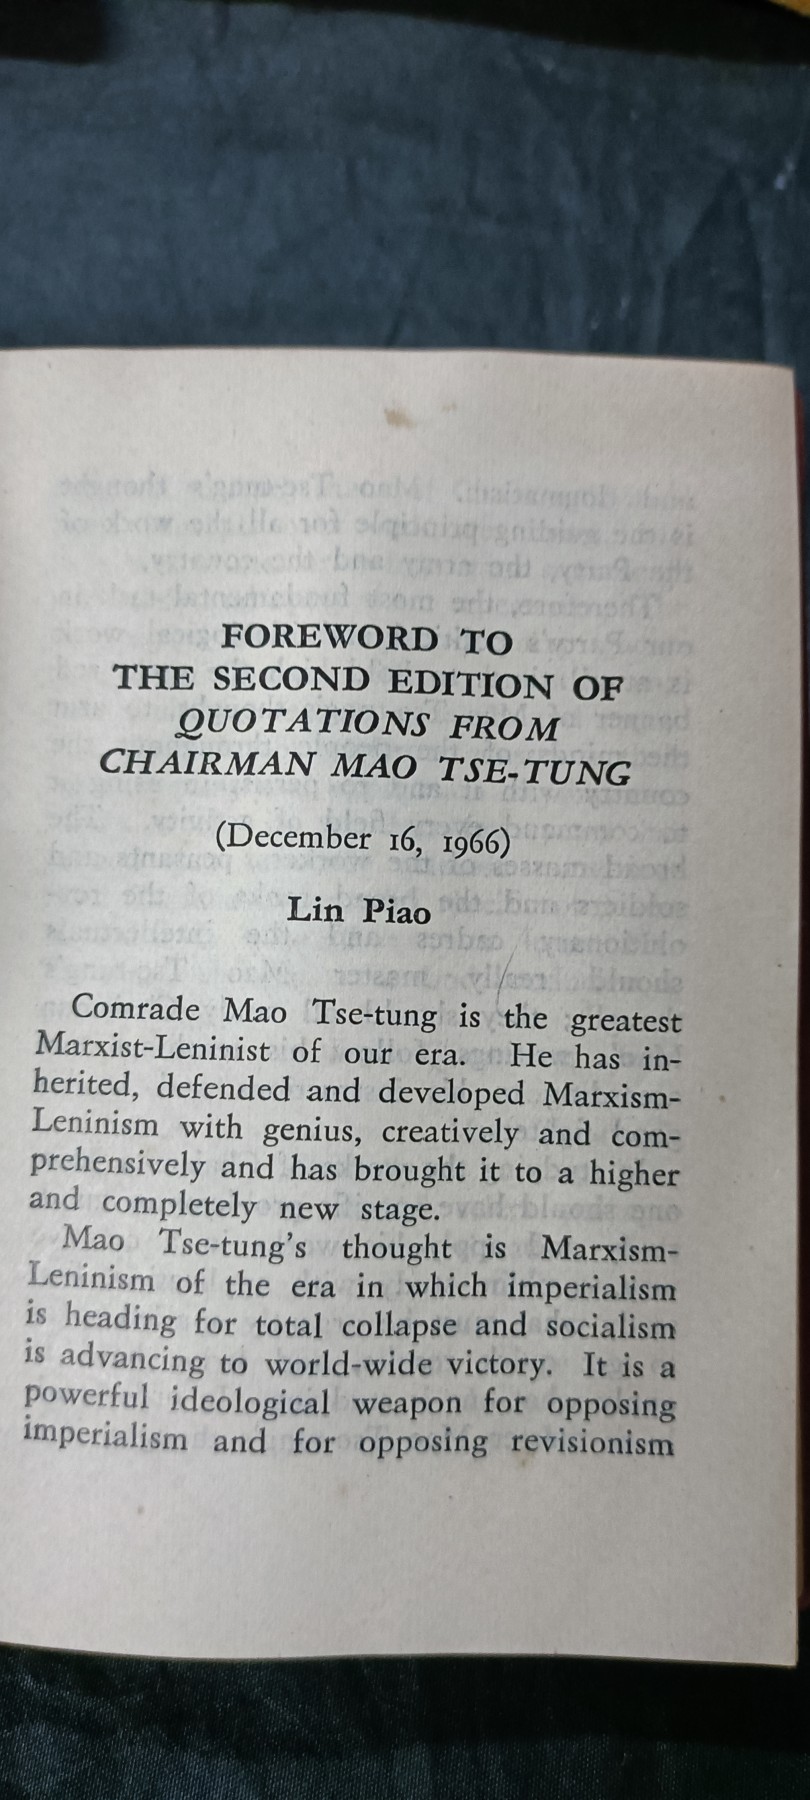 FOREWORD TO
THE SECOND EDITION OF
QUOTATIONS FROM
CHAIRMAN MAO TSE-TUNG
(December 16, 1966)
Lin Piao
Comrade Mao Tse-tung is the greatest
Marxist-Leninist of our era. He has in-
herited, defended and developed Marxism-
Leninism with genius, creatively and com-
prehensively and has brought it to a higher
and completely new stage.
Mao Tse-tung's thought is Marxism-
Leninism of the era in which imperialism
is heading for total collapse and socialism
is advancing to world-wide victory. It is a
powerful ideological weapon for opposing
imperialism and for opposing revisionism